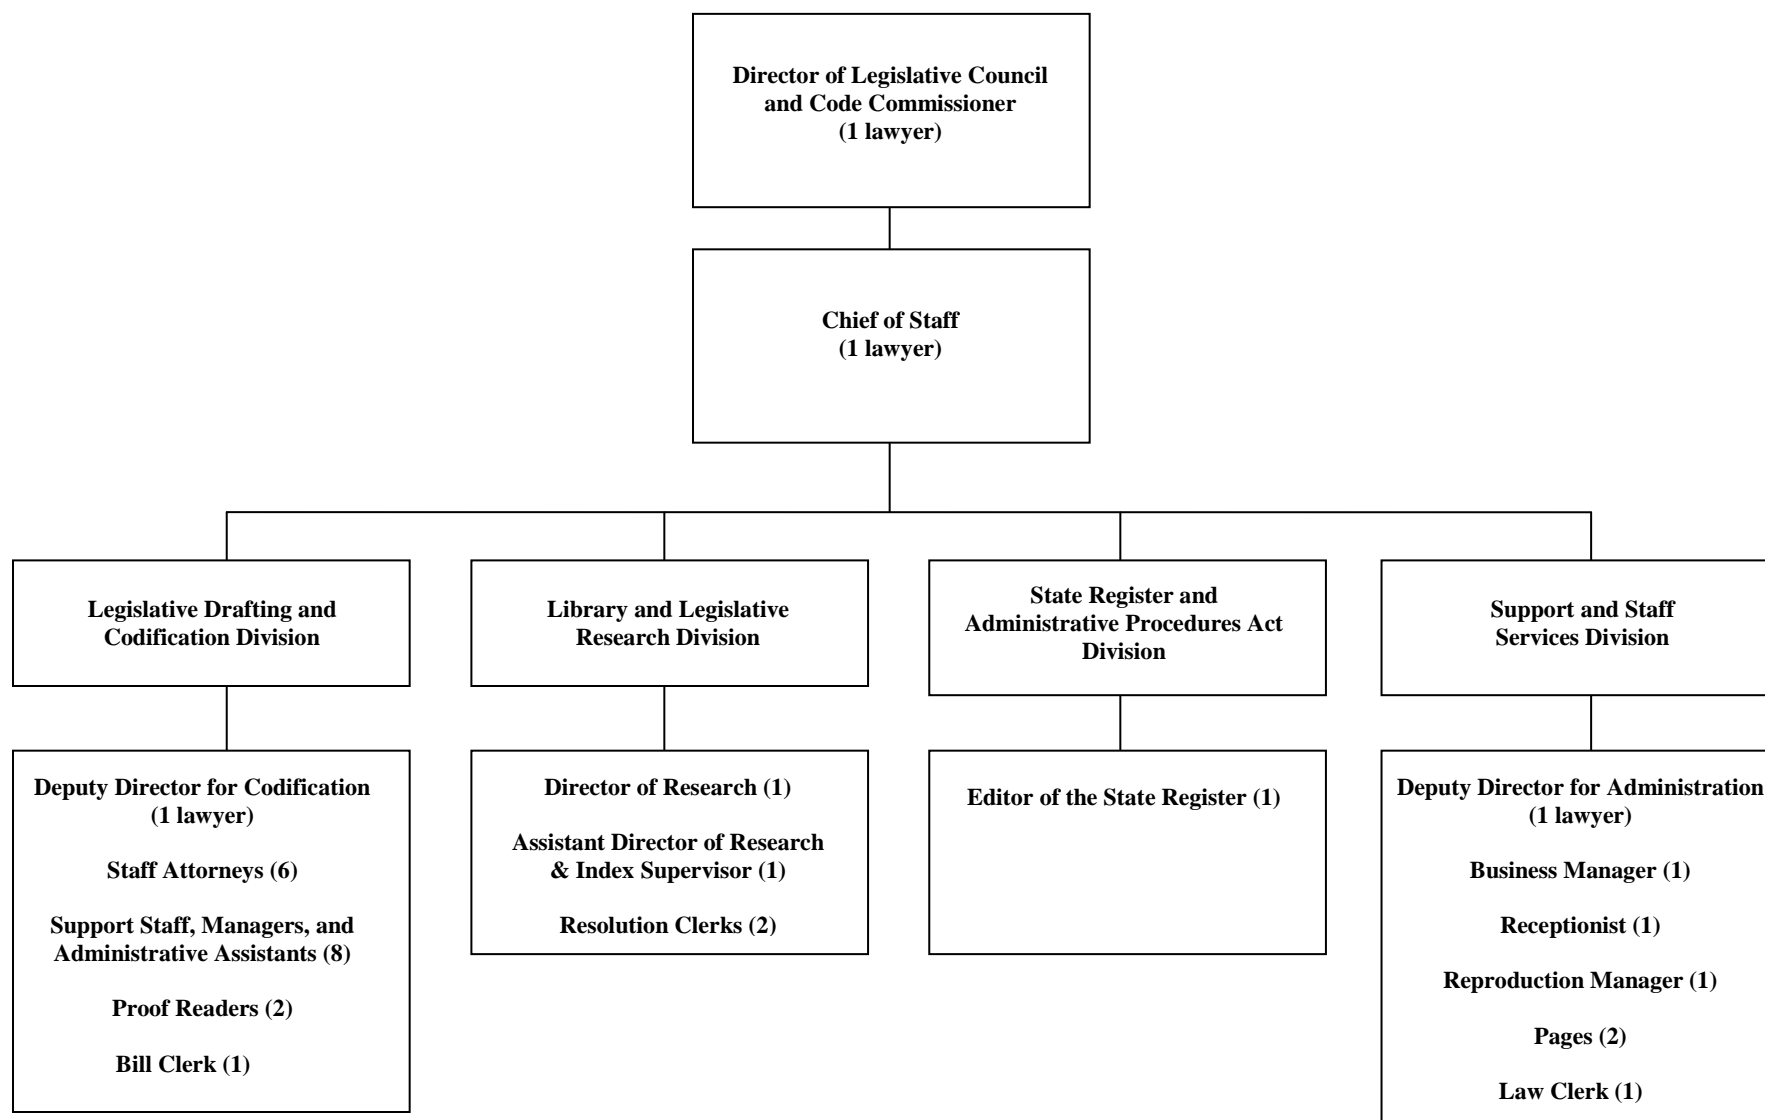 Director of Legislative Council
and Code Commissioner
(1 lawyer)
Chief of Staff
(1 lawyer)
Legislative Drafting and
Codification Division
Library and Legislative
Research Division
State Register and
Administrative Procedures Act
Division
Support and Staff
Services Division
Deputy Director for Codification
(1 lawyer)
Staff Attorneys (6)
Support Staff, Managers, and
Administrative Assistants (8)
Proof Readers (2)
Bill Clerk (1)
Director of Research (1)
Assistant Director of Research
& Index Supervisor (1)
Resolution Clerks (2)
Editor of the State Register (1)
Deputy Director for Administration
(1 lawyer)
Business Manager (1)
Receptionist (1)
Reproduction Manager (1)
Pages (2)
Law Clerk (1)